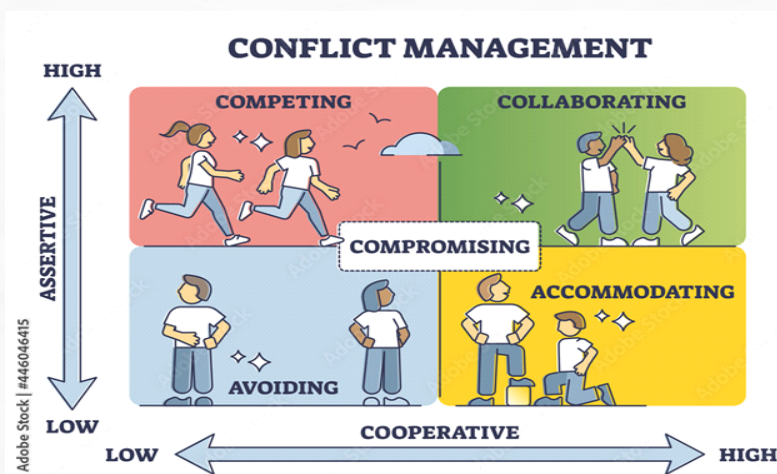 CONFLICT MANAGEMENT
HIGH
COMPETING
COLLABORATING
ASSERTIVE
COMPROMISING
ACCOMMODATING
AVOIDING
LOW
COOPERATIVE
LOW
HIGH
Adobe Stock | #446046415